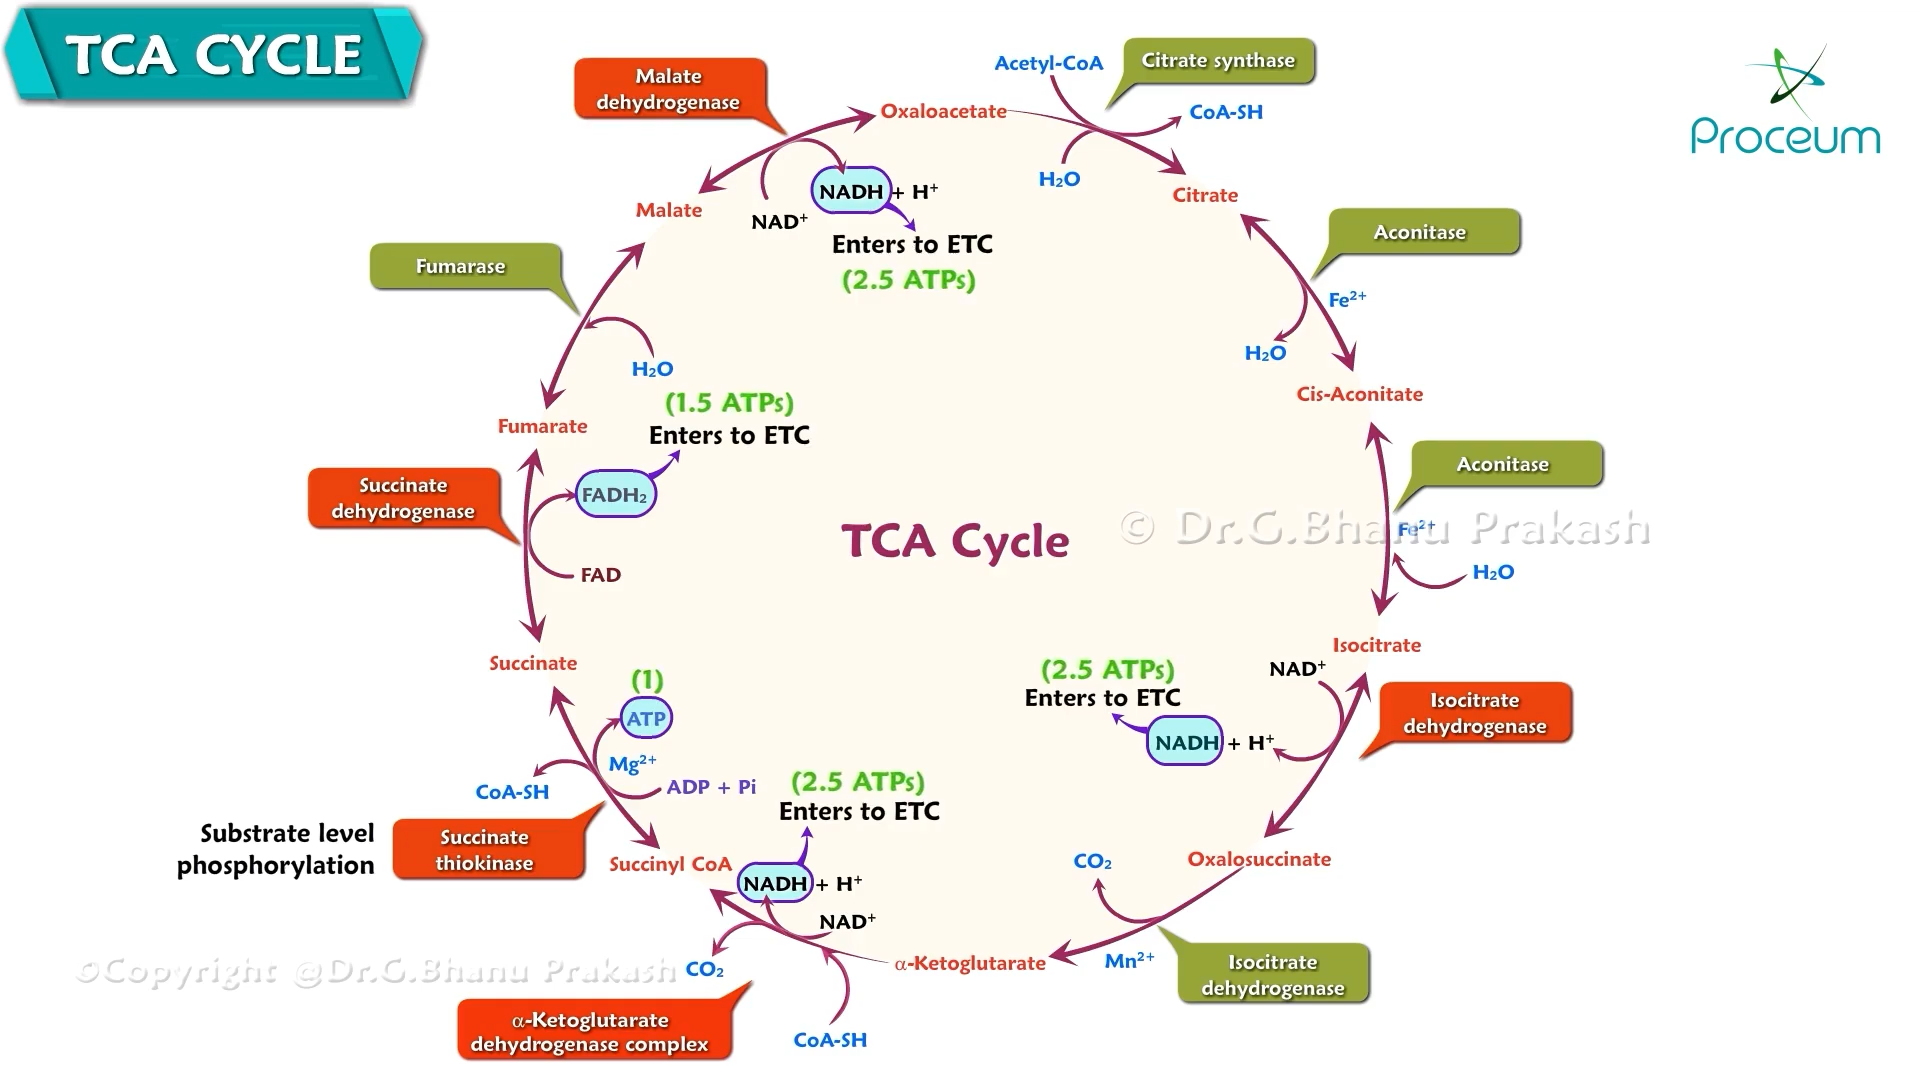 TCA CYCLE
Proceum
Malate
dehydrogenase
Acetyl-CoA
Citrate synthase
Oxaloacetate
CoA-SH
H₂O
Citrate
NADH + H⁺
NAD⁺
Malate
Enters to ETC
(2.5 ATPs)
Aconitase
Fe²⁺
H₂O
Cis-Aconitate
Fumarase
H₂O
Fumarate
(1.5 ATPs)
Enters to ETC
FADH₂
Succinate
dehydrogenase
FAD
TCA Cycle
© Dr.G.Bhanu Prakash
Aconitase
Fe²⁺
H₂O
Isocitrate
NAD⁺
(2.5 ATPs)
Enters to ETC
NADH + H⁺
Isocitrate
dehydrogenase
Succinate
(1)
ATP
Mg²⁺
ADP + Pi
CoA-SH
Substrate level
phosphorylation
Succinate
thiokinase
Succinyl CoA
(2.5 ATPs)
Enters to ETC
NADH + H⁺
NAD⁺
CO₂
Oxalosuccinate
CO₂
Mn²⁺
Isocitrate
dehydrogenase
α-Ketoglutarate
©Copyright @Dr.G.Bhanu Prakash
α-Ketoglutarate
dehydrogenase complex
CoA-SH